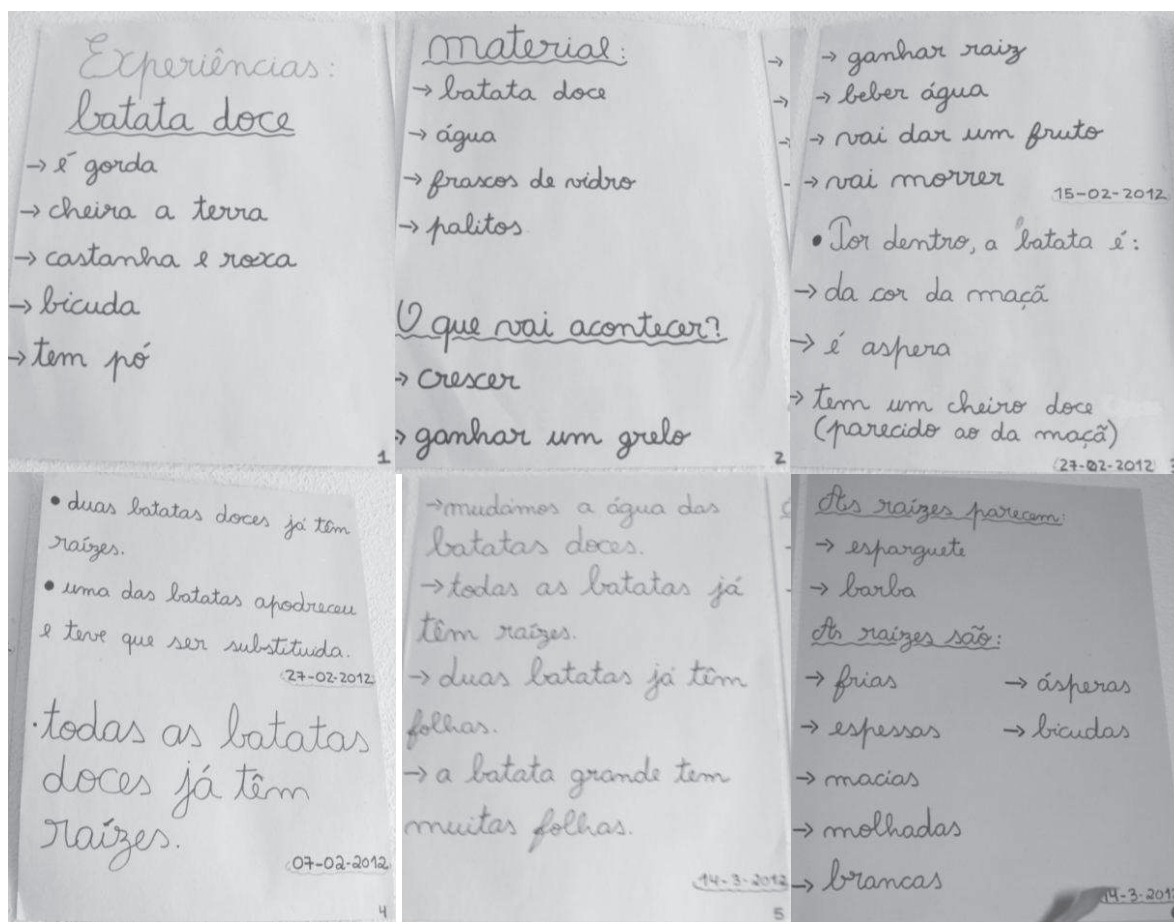 Experiências:
batata doce
→ é gorda
→ cheira a terra
→ castanha e roxa
→ bicuda
→ tem pó
1
material:
→ batata doce
→ água
→ frascos de vidro
→ palitos
O que vai acontecer?
→ crescer
→ ganhar um grelo
2
→ ganhar raiz
→ beber água
→ vai dar um fruto
→ vai morrer
15-02-2012
• Por dentro, a batata é:
→ da cor da maçã
→ é aspera
→ tem um cheiro doce
(parecido ao da maçã)
27-02-2012
3
• duas batatas doces já têm
raízes.
• uma das batatas apodreceu
e teve que ser substituida.
27-02-2012
·todas as batatas
doces já têm
raízes.
07-02-2012
4
→mudámos a água das
batatas doces.
→todas as batatas já
têm raízes.
→ duas batatas já têm
folhas.
→ a batata grande tem
muitas folhas.
14-3-2012
5
As raízes parecem:
→ esparguete
→ barba
As raízes são:
→ frias → ásperas
→ espessas → bicudas
→ macias
→ molhadas
→ brancas